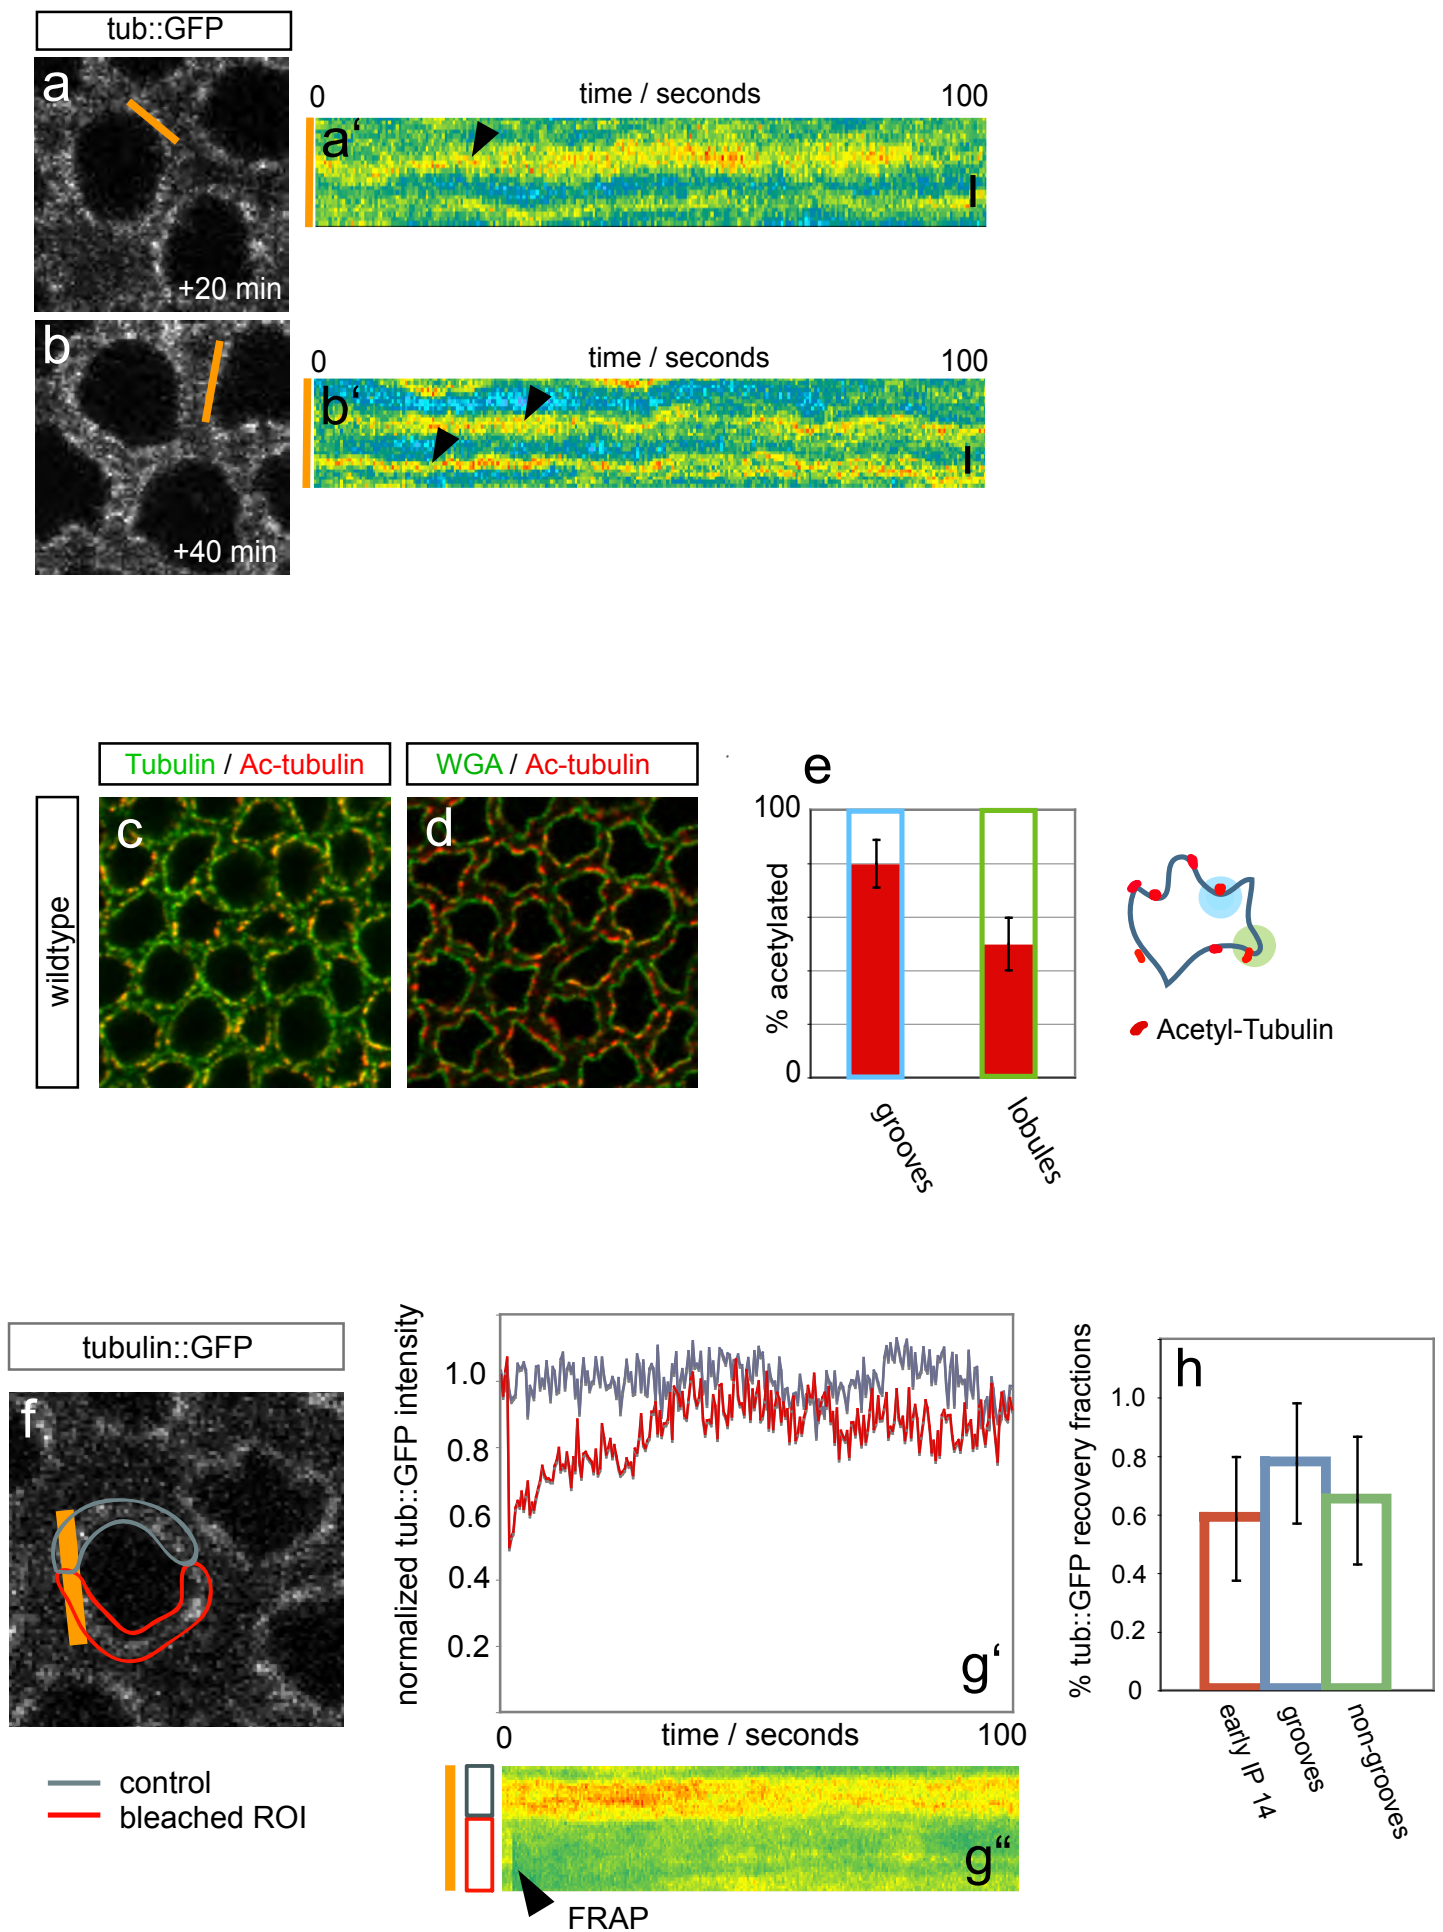 tub::GFP
a
+20 min
0 time / seconds 100
a‘
b
+40 min
0 time / seconds 100
b‘
Tubulin / Ac-tubulin
WGA / Ac-tubulin
wildtype
c
d
e
100
% acetylated
0
grooves
lobules
Acetyl-Tubulin
tubulin::GFP
f
control
bleached ROI
normalized tub::GFP intensity
1.0
0.8
0.6
0.4
0.2
g‘
0 time / seconds 100
g“
FRAP
h
% tub::GFP recovery fractions
1.0
0.8
0.6
0.4
0.2
0
early IP 14
grooves
non-grooves